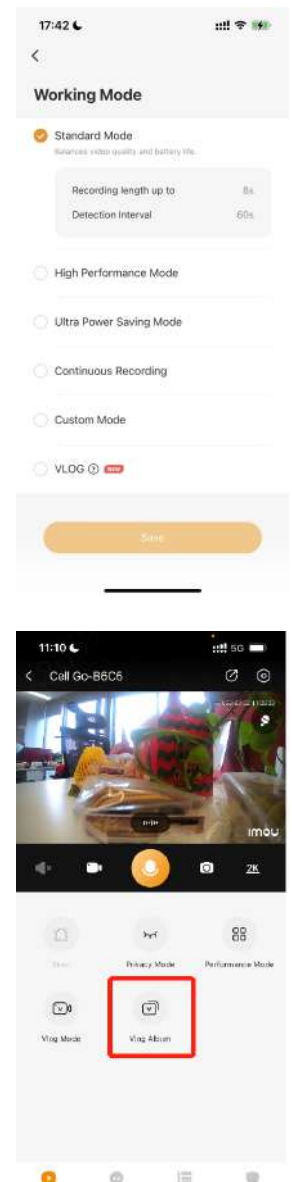 17:42
Working Mode
Standard Mode
Balances video quality and battery life.
Recording length up to 8s
Detection Interval 60s
High Performance Mode
Ultra Power Saving Mode
Continuous Recording
Custom Mode
VLOG ? NEW
Save
11:10 5G
Cell Go-B6C6
imou
2K
Privacy Mode Performance Mode
Vlog Mode Vlog Album